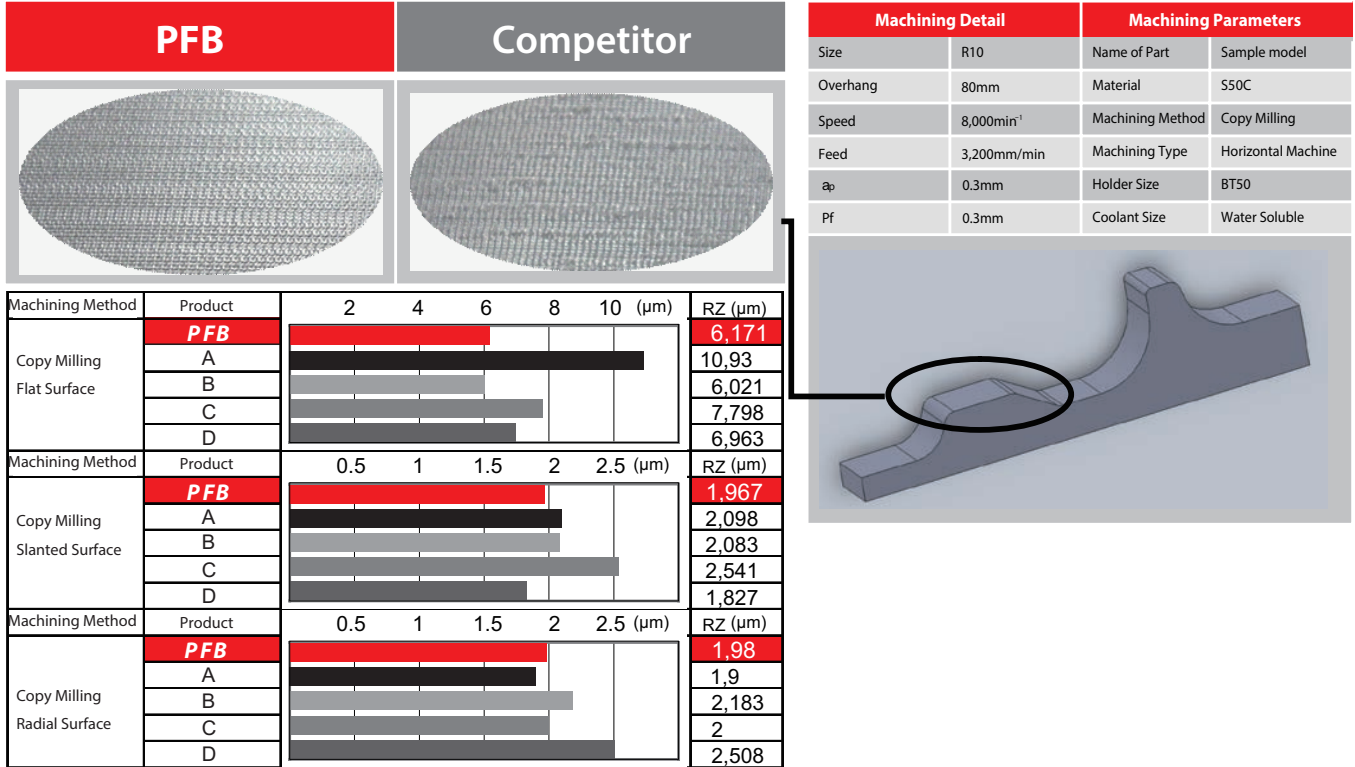 PFB
Competitor
Machining Detail Machining Parameters
Size R10 Name of Part Sample model
Overhang 80mm Material S50C
Speed 8,000min⁻¹ Machining Method Copy Milling
Feed 3,200mm/min Machining Type Horizontal Machine
ap 0.3mm Holder Size BT50
Pf 0.3mm Coolant Size Water Soluble
Machining Method Product 2 4 6 8 10 (μm) RZ (μm)
Copy Milling
Flat Surface
PFB 6,171
A 10,93
B 6,021
C 7,798
D 6,963
Machining Method Product 0.5 1 1.5 2 2.5 (μm) RZ (μm)
Copy Milling
Slanted Surface
PFB 1,967
A 2,098
B 2,083
C 2,541
D 1,827
Machining Method Product 0.5 1 1.5 2 2.5 (μm) RZ (μm)
Copy Milling
Radial Surface
PFB 1,98
A 1,9
B 2,183
C 2
D 2,508